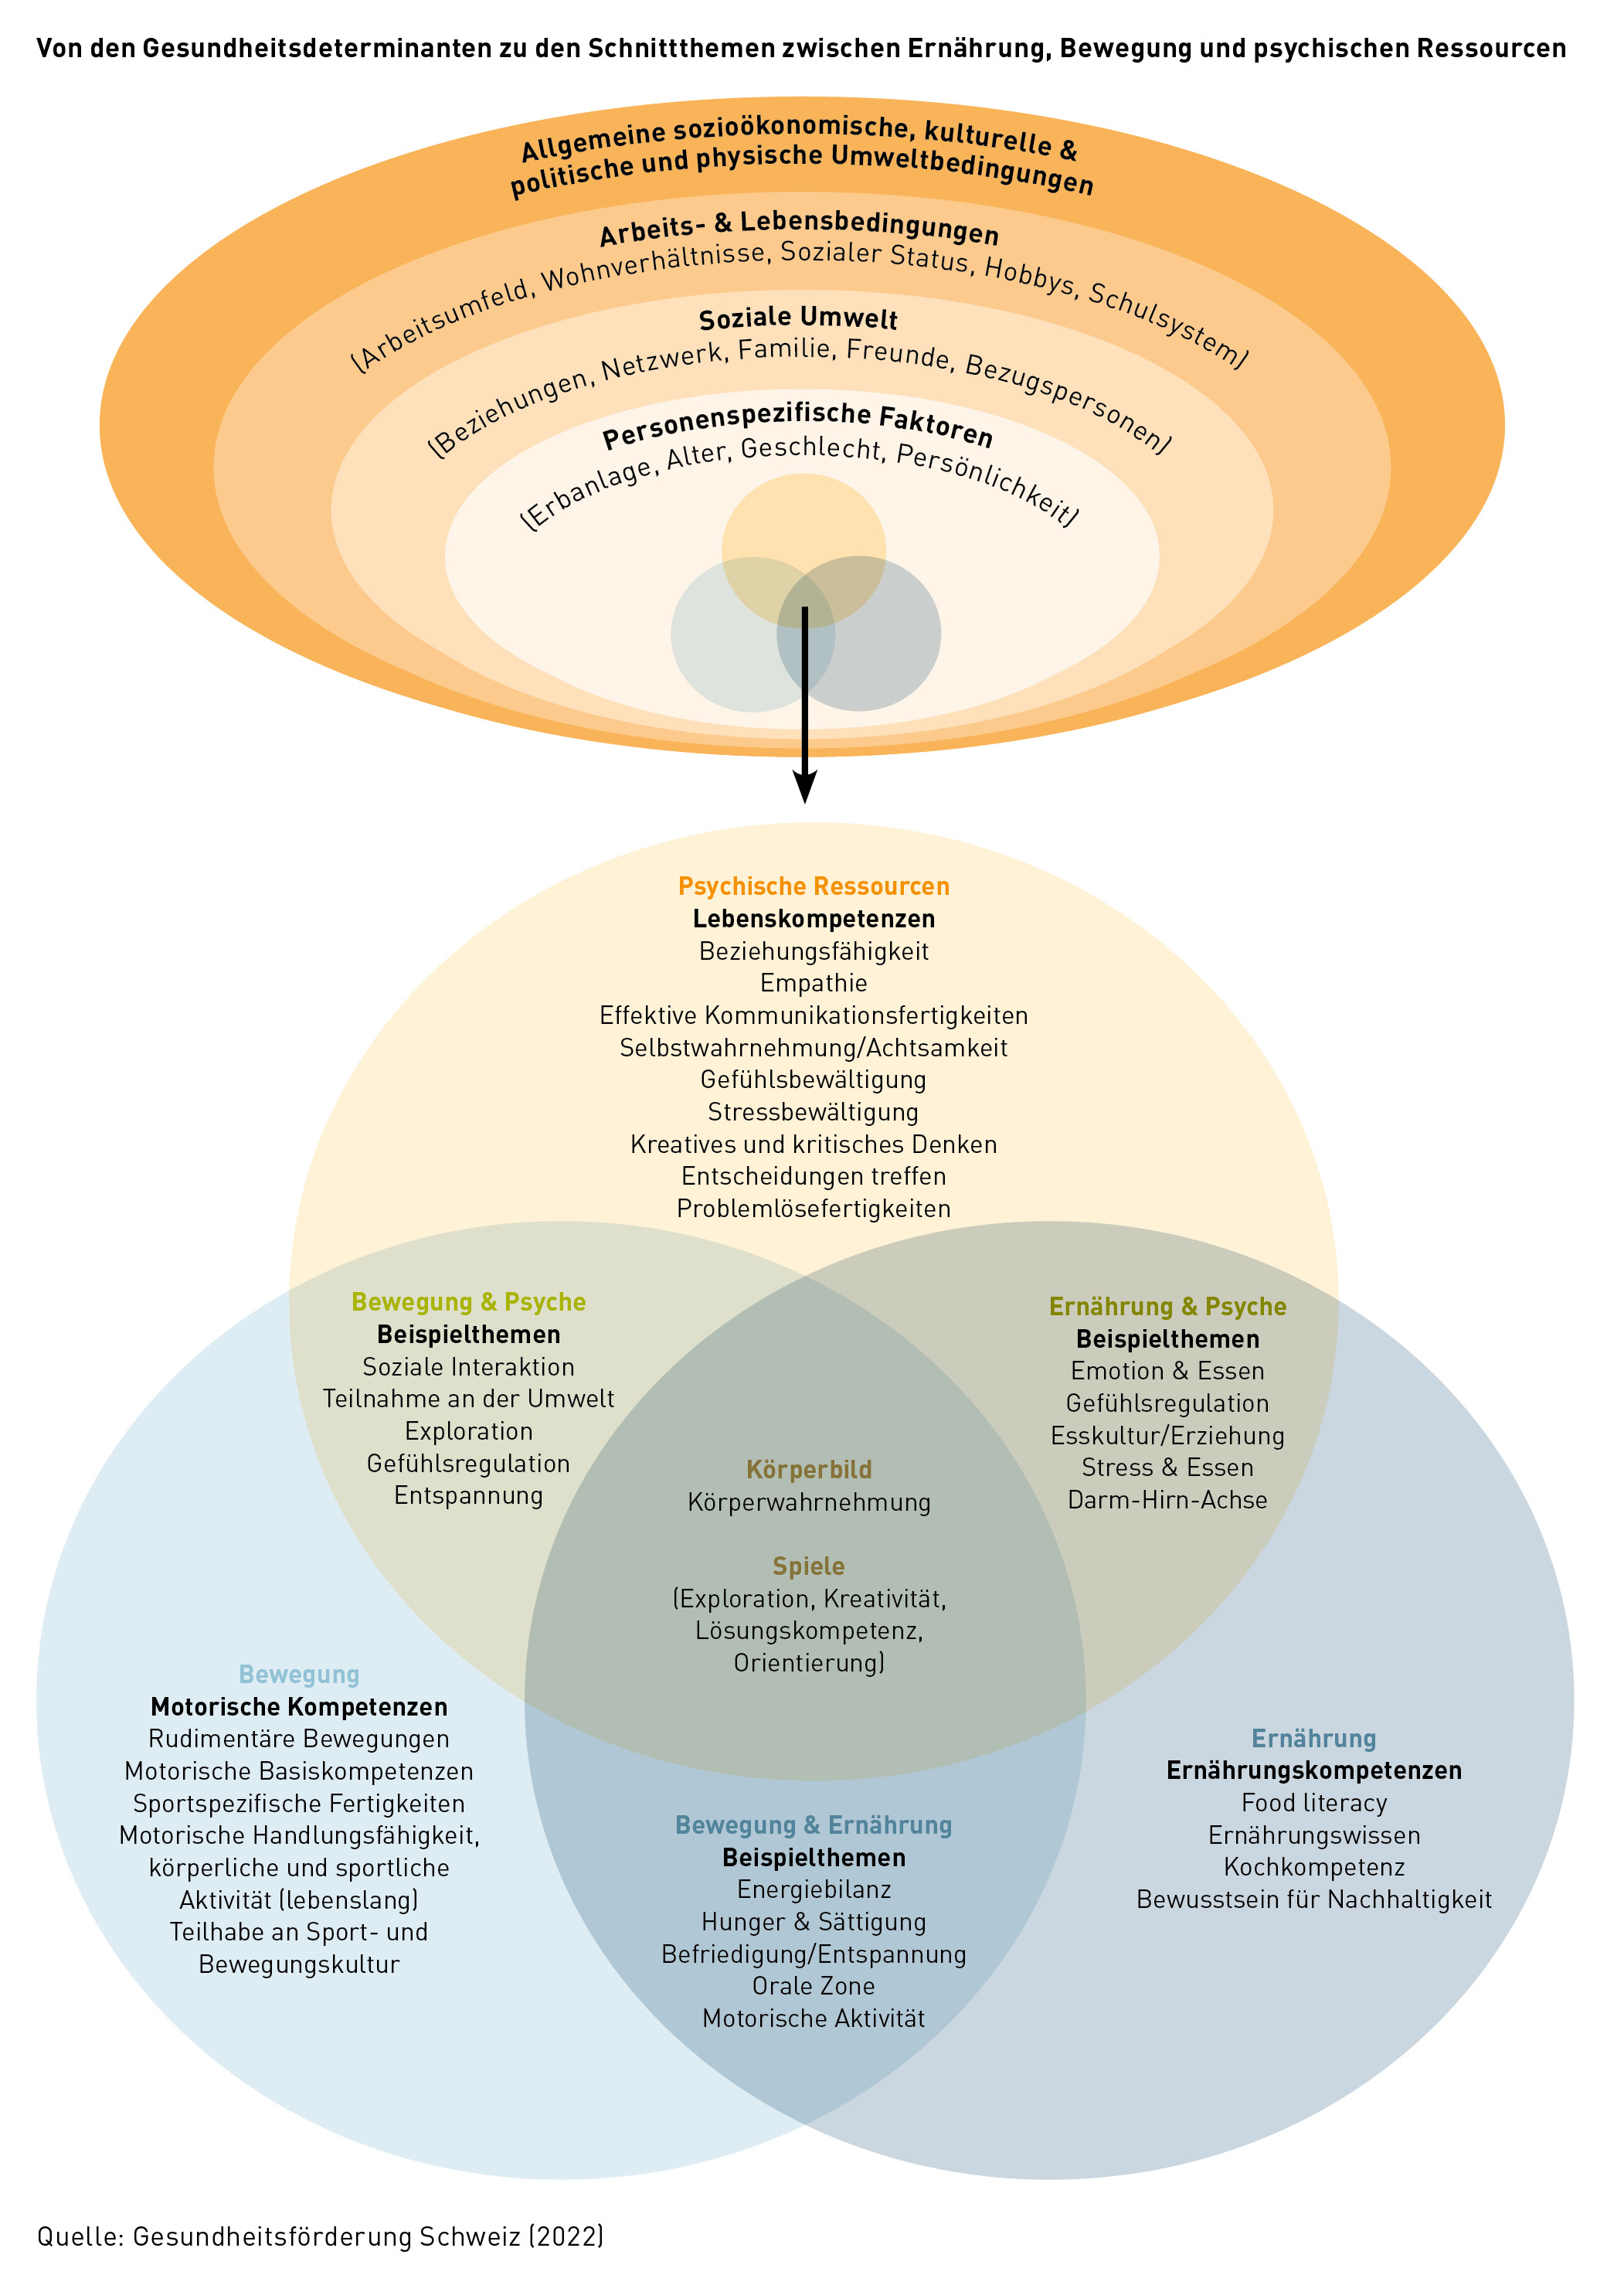 Von den Gesundheitsdeterminanten zu den Schnittthemen zwischen Ernährung, Bewegung und psychischen Ressourcen
Allgemeine sozioökonomische, kulturelle &
politische und physische Umweltbedingungen
Arbeits- & Lebensbedingungen
(Arbeitsumfeld, Wohnverhältnisse, Sozialer Status, Hobbys, Schulsystem)
Soziale Umwelt
(Beziehungen, Netzwerk, Familie, Freunde, Bezugspersonen)
Personenspezifische Faktoren
(Erbanlage, Alter, Geschlecht, Persönlichkeit)
Psychische Ressourcen
Lebenskompetenzen
Beziehungsfähigkeit
Empathie
Effektive Kommunikationsfertigkeiten
Selbstwahrnehmung/Achtsamkeit
Gefühlsbewältigung
Stressbewältigung
Kreatives und kritisches Denken
Entscheidungen treffen
Problemlösefertigkeiten
Bewegung & Psyche
Beispielthemen
Soziale Interaktion
Teilnahme an der Umwelt
Exploration
Gefühlsregulation
Entspannung
Ernährung & Psyche
Beispielthemen
Emotion & Essen
Gefühlsregulation
Esskultur/Erziehung
Stress & Essen
Darm-Hirn-Achse
Körperbild
Körperwahrnehmung
Spiele
(Exploration, Kreativität,
Lösungskompetenz,
Orientierung)
Bewegung
Motorische Kompetenzen
Rudimentäre Bewegungen
Motorische Basiskompetenzen
Sportspezifische Fertigkeiten
Motorische Handlungsfähigkeit,
körperliche und sportliche
Aktivität (lebenslang)
Teilhabe an Sport- und
Bewegungskultur
Bewegung & Ernährung
Beispielthemen
Energiebilanz
Hunger & Sättigung
Befriedigung/Entspannung
Orale Zone
Motorische Aktivität
Ernährung
Ernährungskompetenzen
Food literacy
Ernährungswissen
Kochkompetenz
Bewusstsein für Nachhaltigkeit
Quelle: Gesundheitsförderung Schweiz (2022)